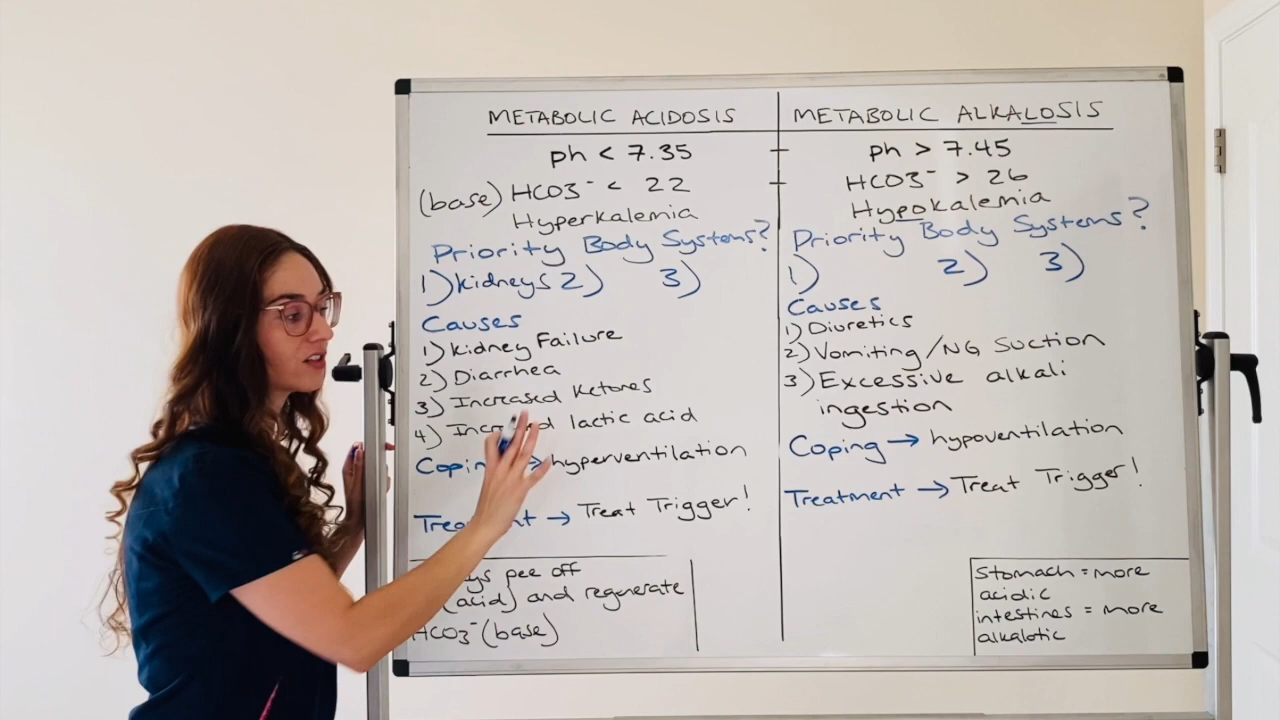 METABOLIC ACIDOSIS
ph < 7.35
(base) HCO3⁻ < 22
Hyperkalemia
Priority Body Systems?
1) Kidneys 2) 3)
Causes
1) Kidney Failure
2) Diarrhea
3) Increased Ketones
4) lactic acid
hyperventilation
→ Treat Trigger!
pee off
(acid) and regenerate
HCO3⁻ (base)
METABOLIC ALKALOSIS
ph > 7.45
HCO3⁻ > 26
Hypokalemia
Priority Body Systems?
1) 2) 3)
Causes
1) Diuretics
2) Vomiting/NG Suction
3) Excessive alkali
ingestion
Coping → hypoventilation
Treatment → Treat Trigger!
Stomach = more
acidic
intestines = more
alkalotic